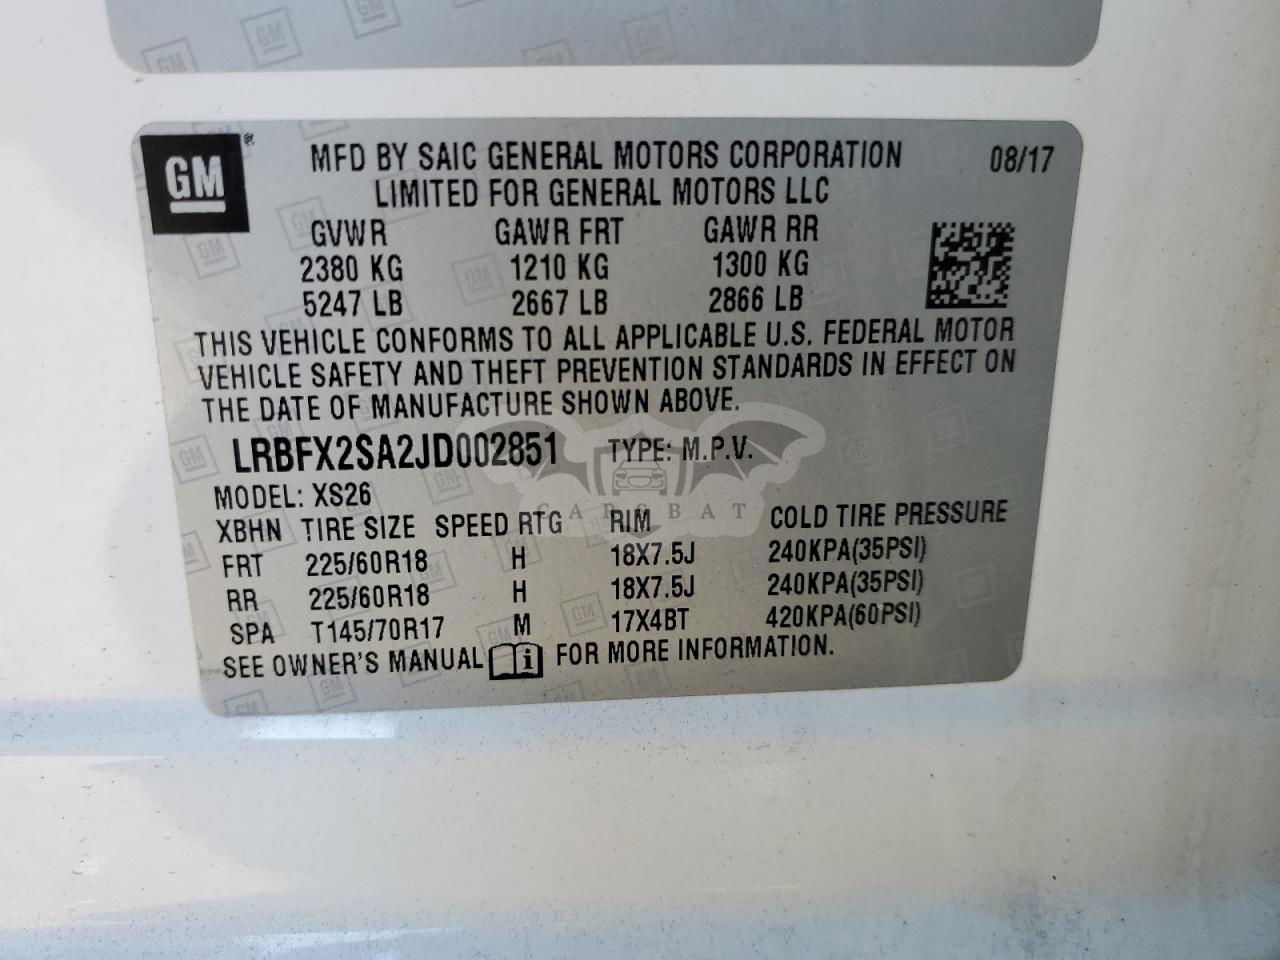 GM
MFD BY SAIC GENERAL MOTORS CORPORATION 08/17
LIMITED FOR GENERAL MOTORS LLC
GVWR GAWR FRT GAWR RR
2380 KG 1210 KG 1300 KG
5247 LB 2667 LB 2866 LB
THIS VEHICLE CONFORMS TO ALL APPLICABLE U.S. FEDERAL MOTOR
VEHICLE SAFETY AND THEFT PREVENTION STANDARDS IN EFFECT ON
THE DATE OF MANUFACTURE SHOWN ABOVE.
LRBFX2SA2JD002851 TYPE: M.P.V.
MODEL: XS26
CAROBAT
XBHN TIRE SIZE SPEED RTG RIM COLD TIRE PRESSURE
FRT 225/60R18 H 18X7.5J 240KPA(35PSI)
RR 225/60R18 H 18X7.5J 240KPA(35PSI)
SPA T145/70R17 M 17X4BT 420KPA(60PSI)
SEE OWNER'S MANUAL FOR MORE INFORMATION.